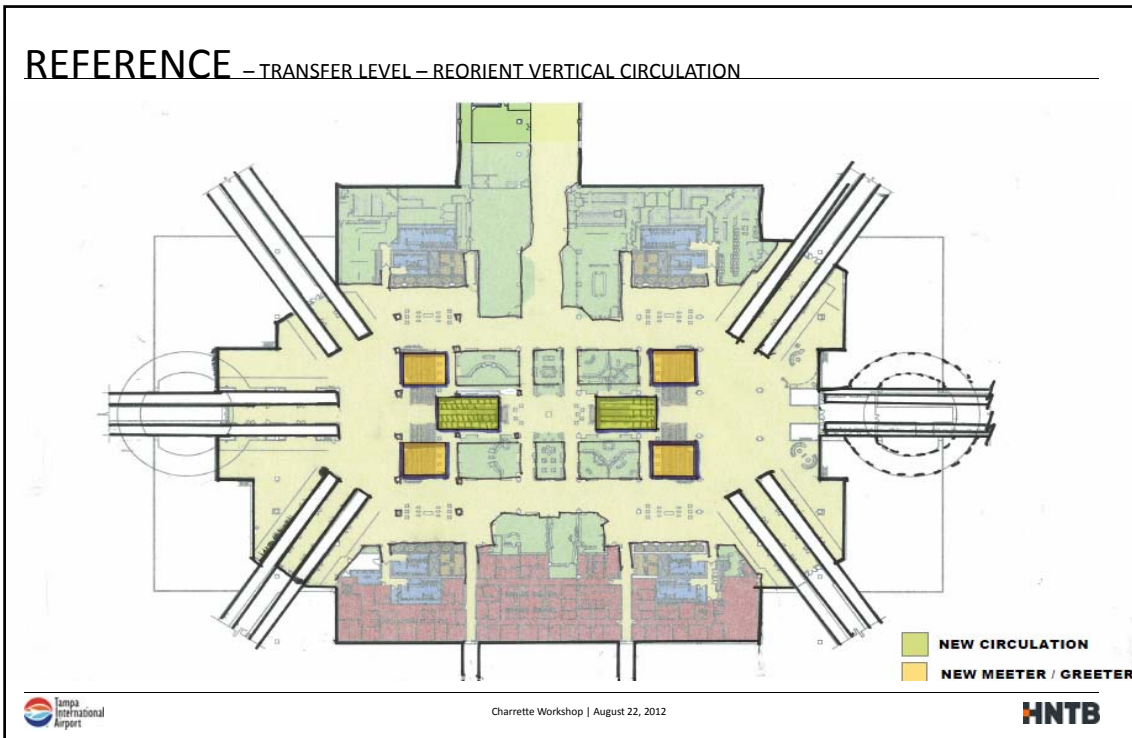 REFERENCE – TRANSFER LEVEL – REORIENT VERTICAL CIRCULATION
NEW CIRCULATION
NEW MEETER / GREETER
Tampa
International
Airport
Charrette Workshop | August 22, 2012
HNTB